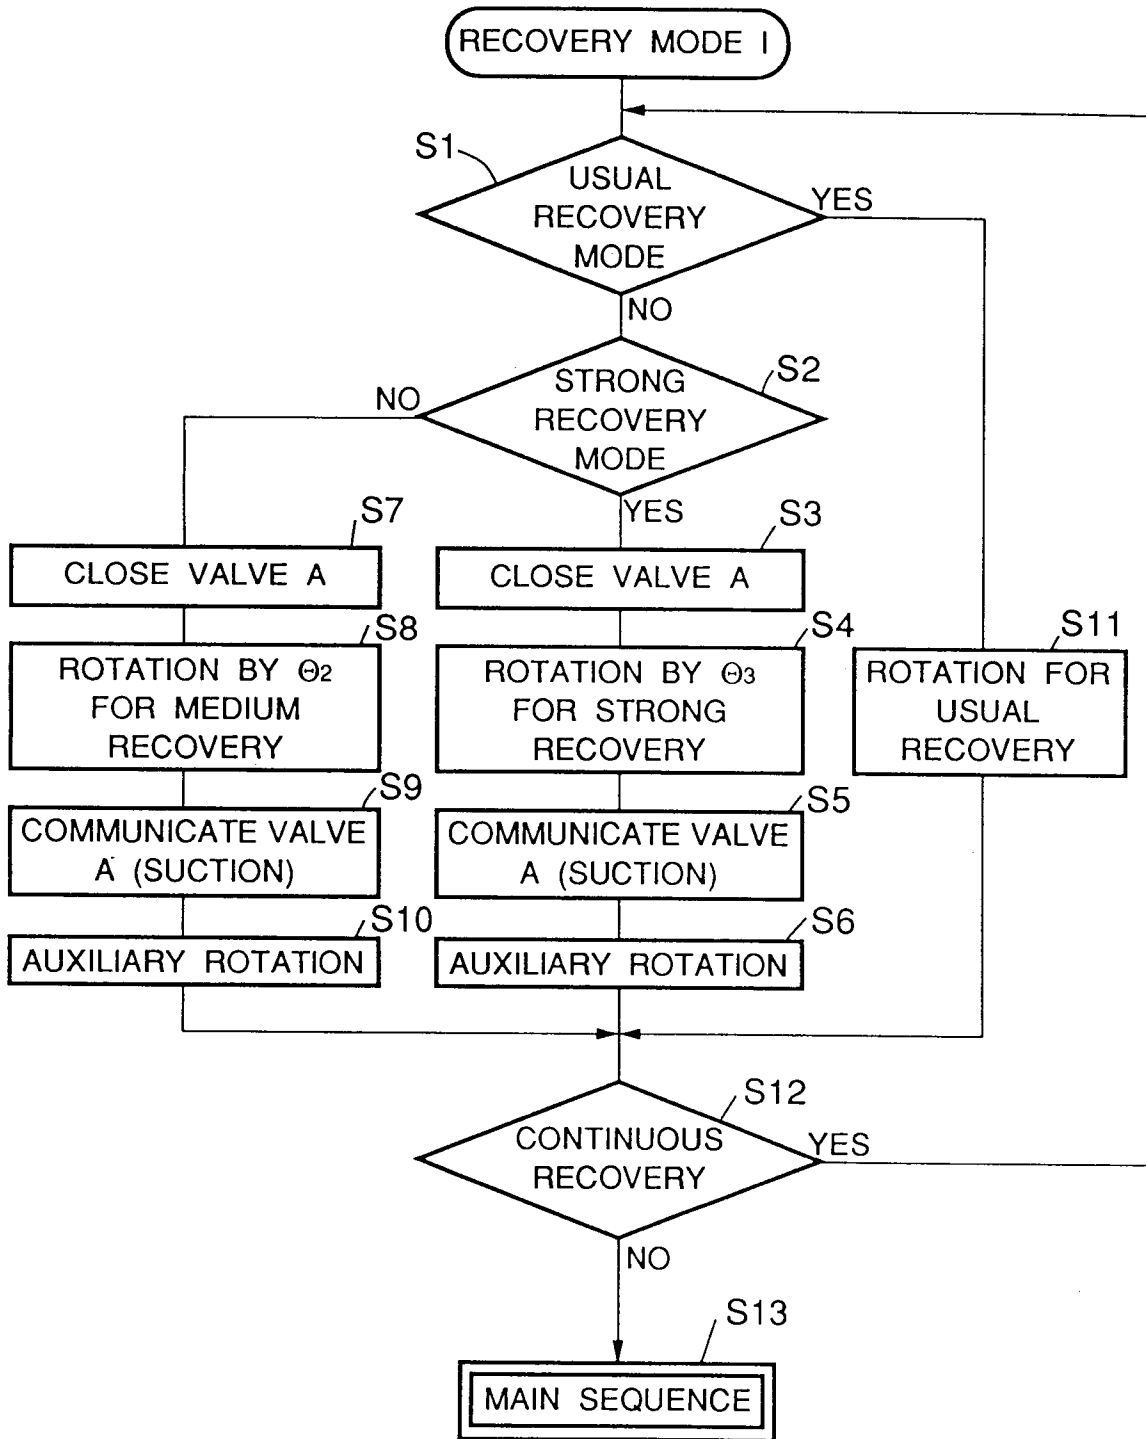 RECOVERY MODE I
S1
USUAL
RECOVERY
MODE
YES
NO
S2
STRONG
RECOVERY
MODE
NO
YES
S7
CLOSE VALVE A
S3
CLOSE VALVE A
S8
ROTATION BY Θ2
FOR MEDIUM
RECOVERY
S4
ROTATION BY Θ3
FOR STRONG
RECOVERY
S11
ROTATION FOR
USUAL
RECOVERY
S9
COMMUNICATE VALVE
A (SUCTION)
S5
COMMUNICATE VALVE
A (SUCTION)
S10
AUXILIARY ROTATION
S6
AUXILIARY ROTATION
S12
CONTINUOUS
RECOVERY
YES
NO
S13
MAIN SEQUENCE